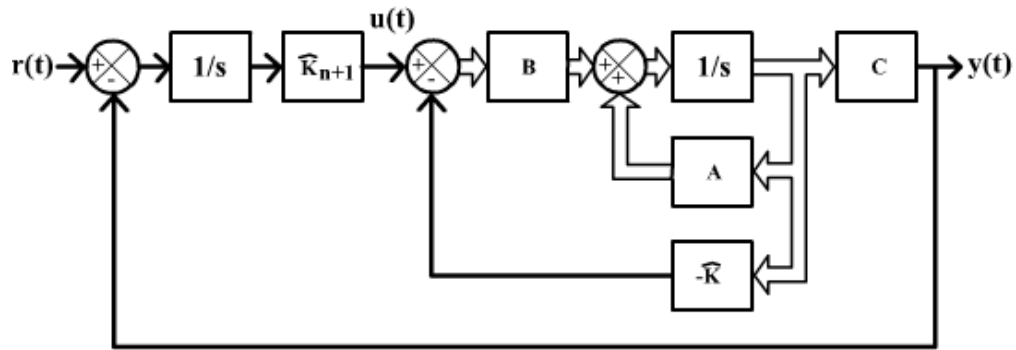 u(t)
r(t) + - 1/s K̂n+1 + - B + + 1/s C y(t)
A
-K̂